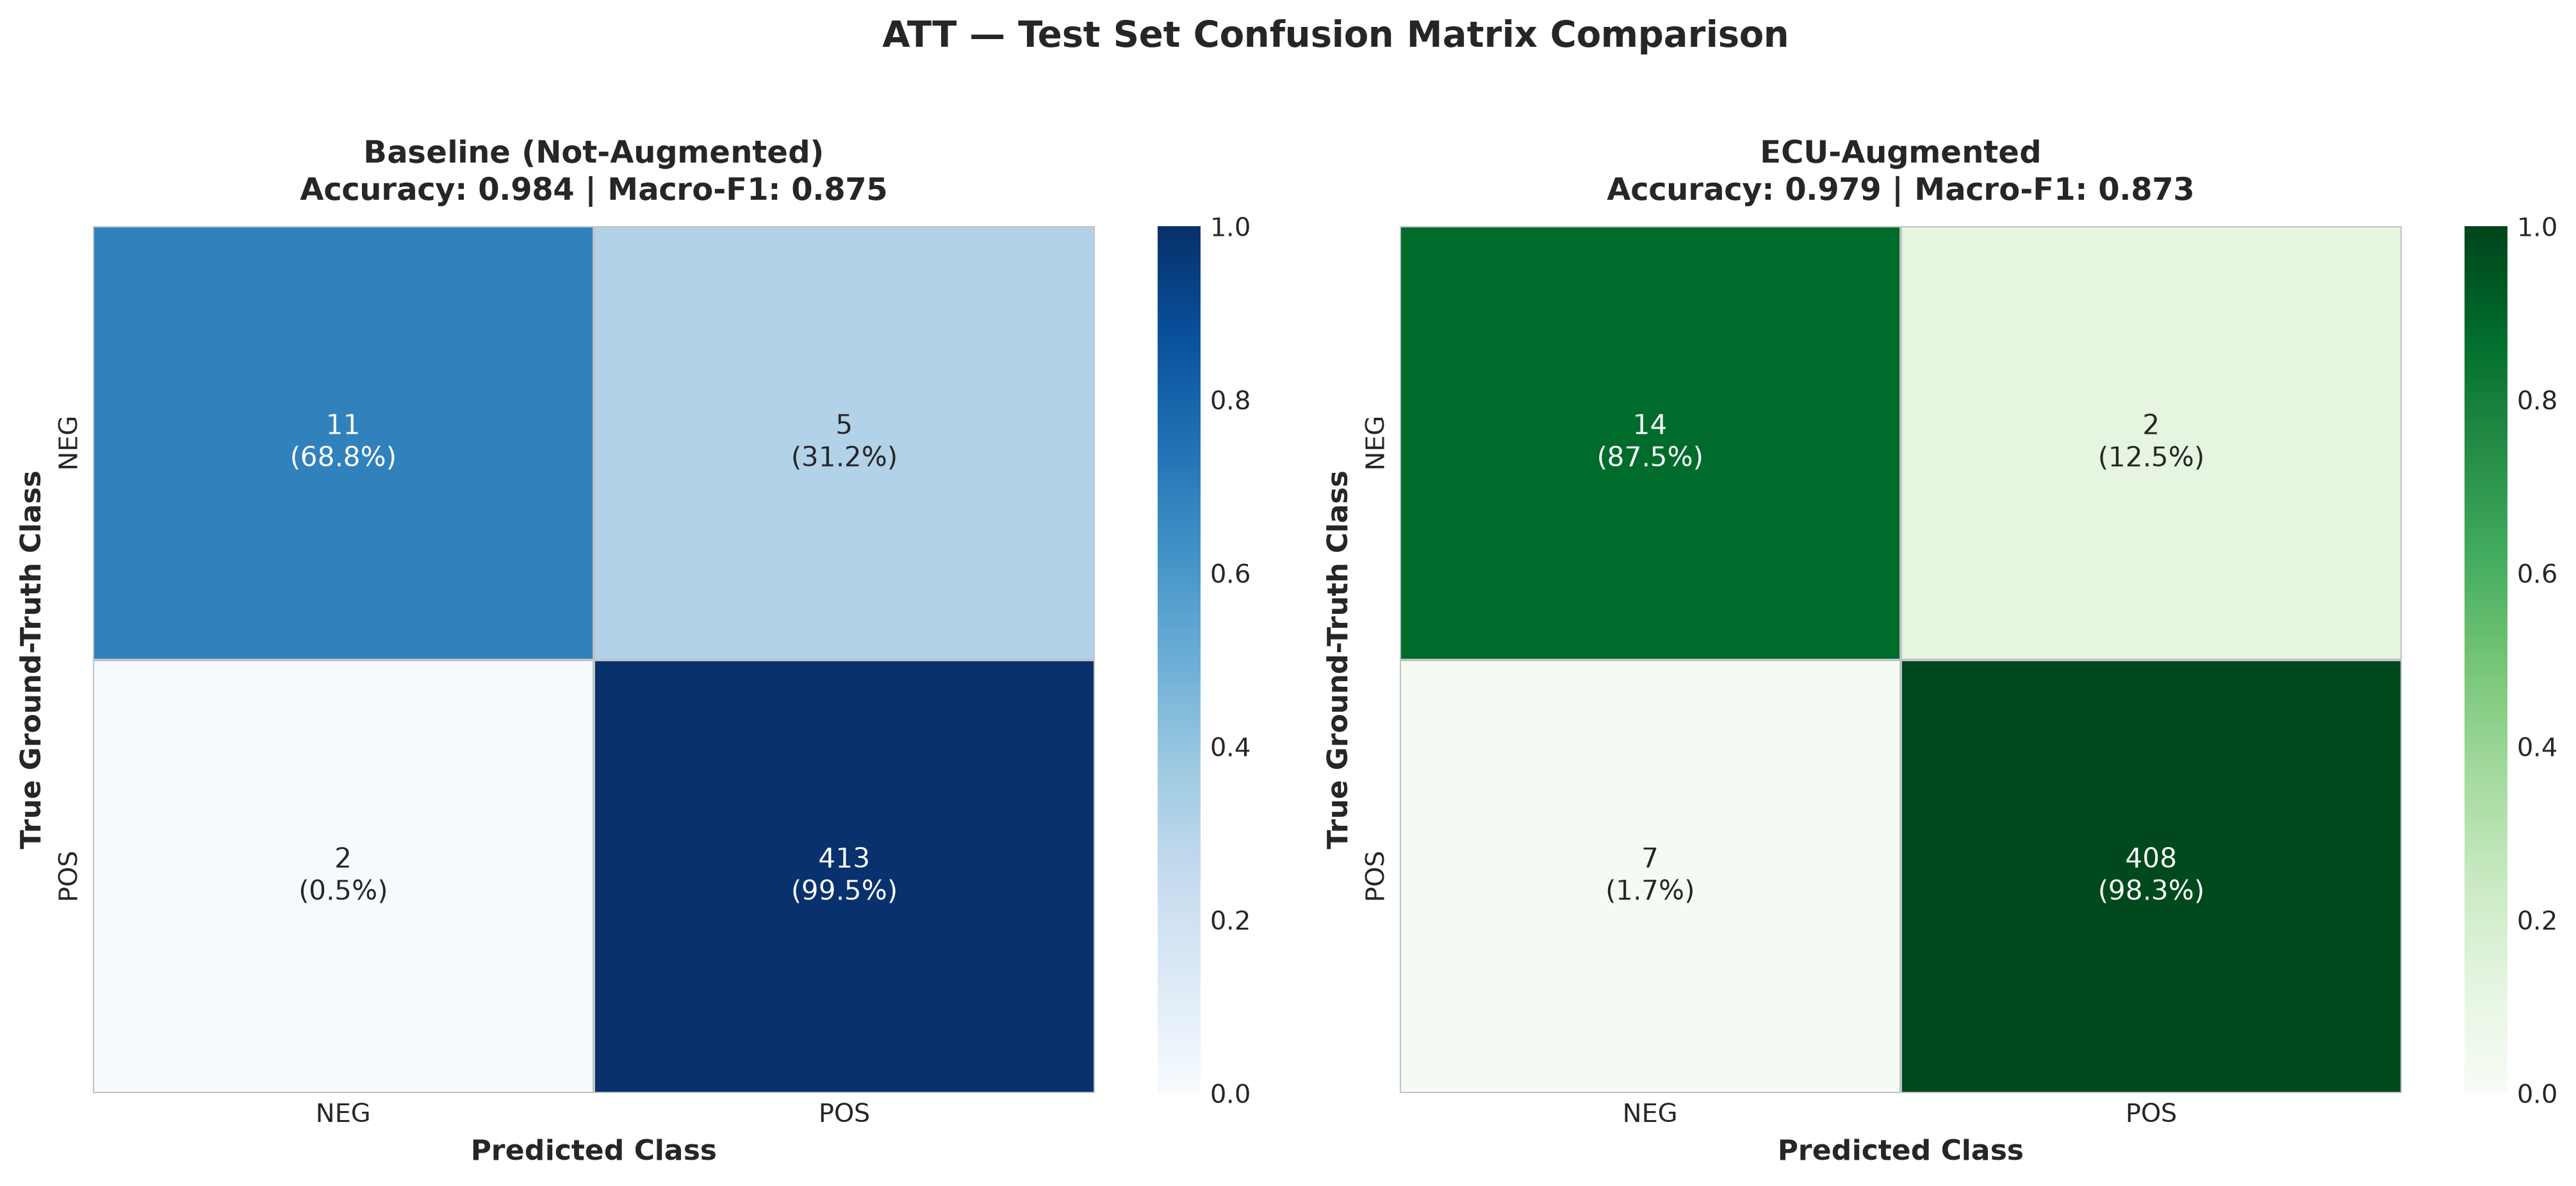 ATT — Test Set Confusion Matrix Comparison
Baseline (Not-Augmented)
Accuracy: 0.984 | Macro-F1: 0.875
True Ground-Truth Class
NEG
POS
11
(68.8%)
5
(31.2%)
2
(0.5%)
413
(99.5%)
NEG
POS
Predicted Class
1.0
0.8
0.6
0.4
0.2
0.0
ECU-Augmented
Accuracy: 0.979 | Macro-F1: 0.873
True Ground-Truth Class
NEG
POS
14
(87.5%)
2
(12.5%)
7
(1.7%)
408
(98.3%)
NEG
POS
Predicted Class
1.0
0.8
0.6
0.4
0.2
0.0